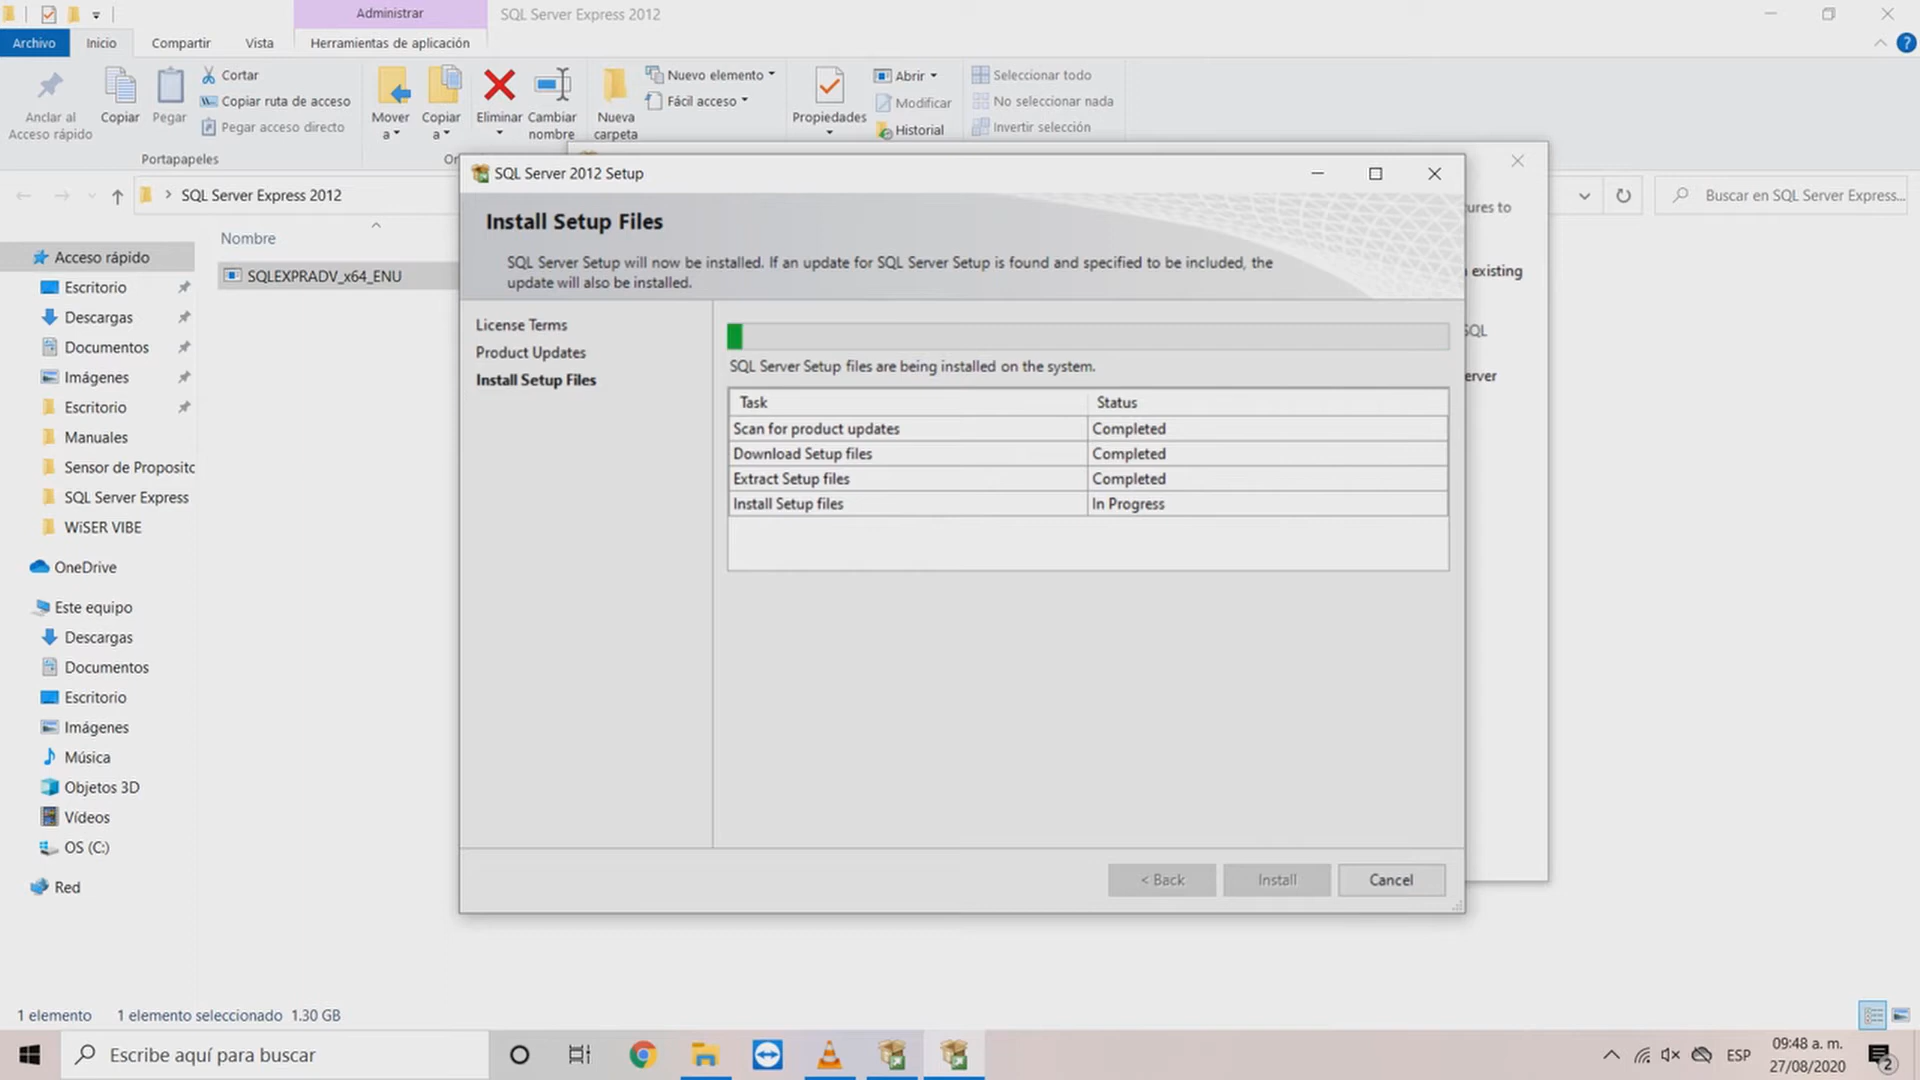 Administrar
SQL Server Express 2012
Archivo
Inicio
Compartir
Vista
Herramientas de aplicación
Anclar al
Acceso rápido
Copiar
Pegar
Cortar
Copiar ruta de acceso
Pegar acceso directo
Portapapeles
Mover
a
Copiar
a
Eliminar
Cambiar
nombre
Or
Nueva
carpeta
Nuevo elemento
Fácil acceso
Propiedades
Abrir
Modificar
Historial
Seleccionar todo
No seleccionar nada
Invertir selección
SQL Server Express 2012
Buscar en SQL Server Express...
Nombre
SQLEXPRADV_x64_ENU
Acceso rápido
Escritorio
Descargas
Documentos
Imágenes
Escritorio
Manuales
Sensor de Proposito
SQL Server Express
WiSER VIBE
OneDrive
Este equipo
Descargas
Documentos
Escritorio
Imágenes
Música
Objetos 3D
Vídeos
OS (C:)
Red
SQL Server 2012 Setup
Install Setup Files
SQL Server Setup will now be installed. If an update for SQL Server Setup is found and specified to be included, the
update will also be installed.
License Terms
Product Updates
Install Setup Files
SQL Server Setup files are being installed on the system.
Task Status
Scan for product updates Completed
Download Setup files Completed
Extract Setup files Completed
Install Setup files In Progress
< Back
Install
Cancel
ures to
existing
SQL
erver
1 elemento
1 elemento seleccionado 1.30 GB
Escribe aquí para buscar
ESP
09:48 a. m.
27/08/2020
2